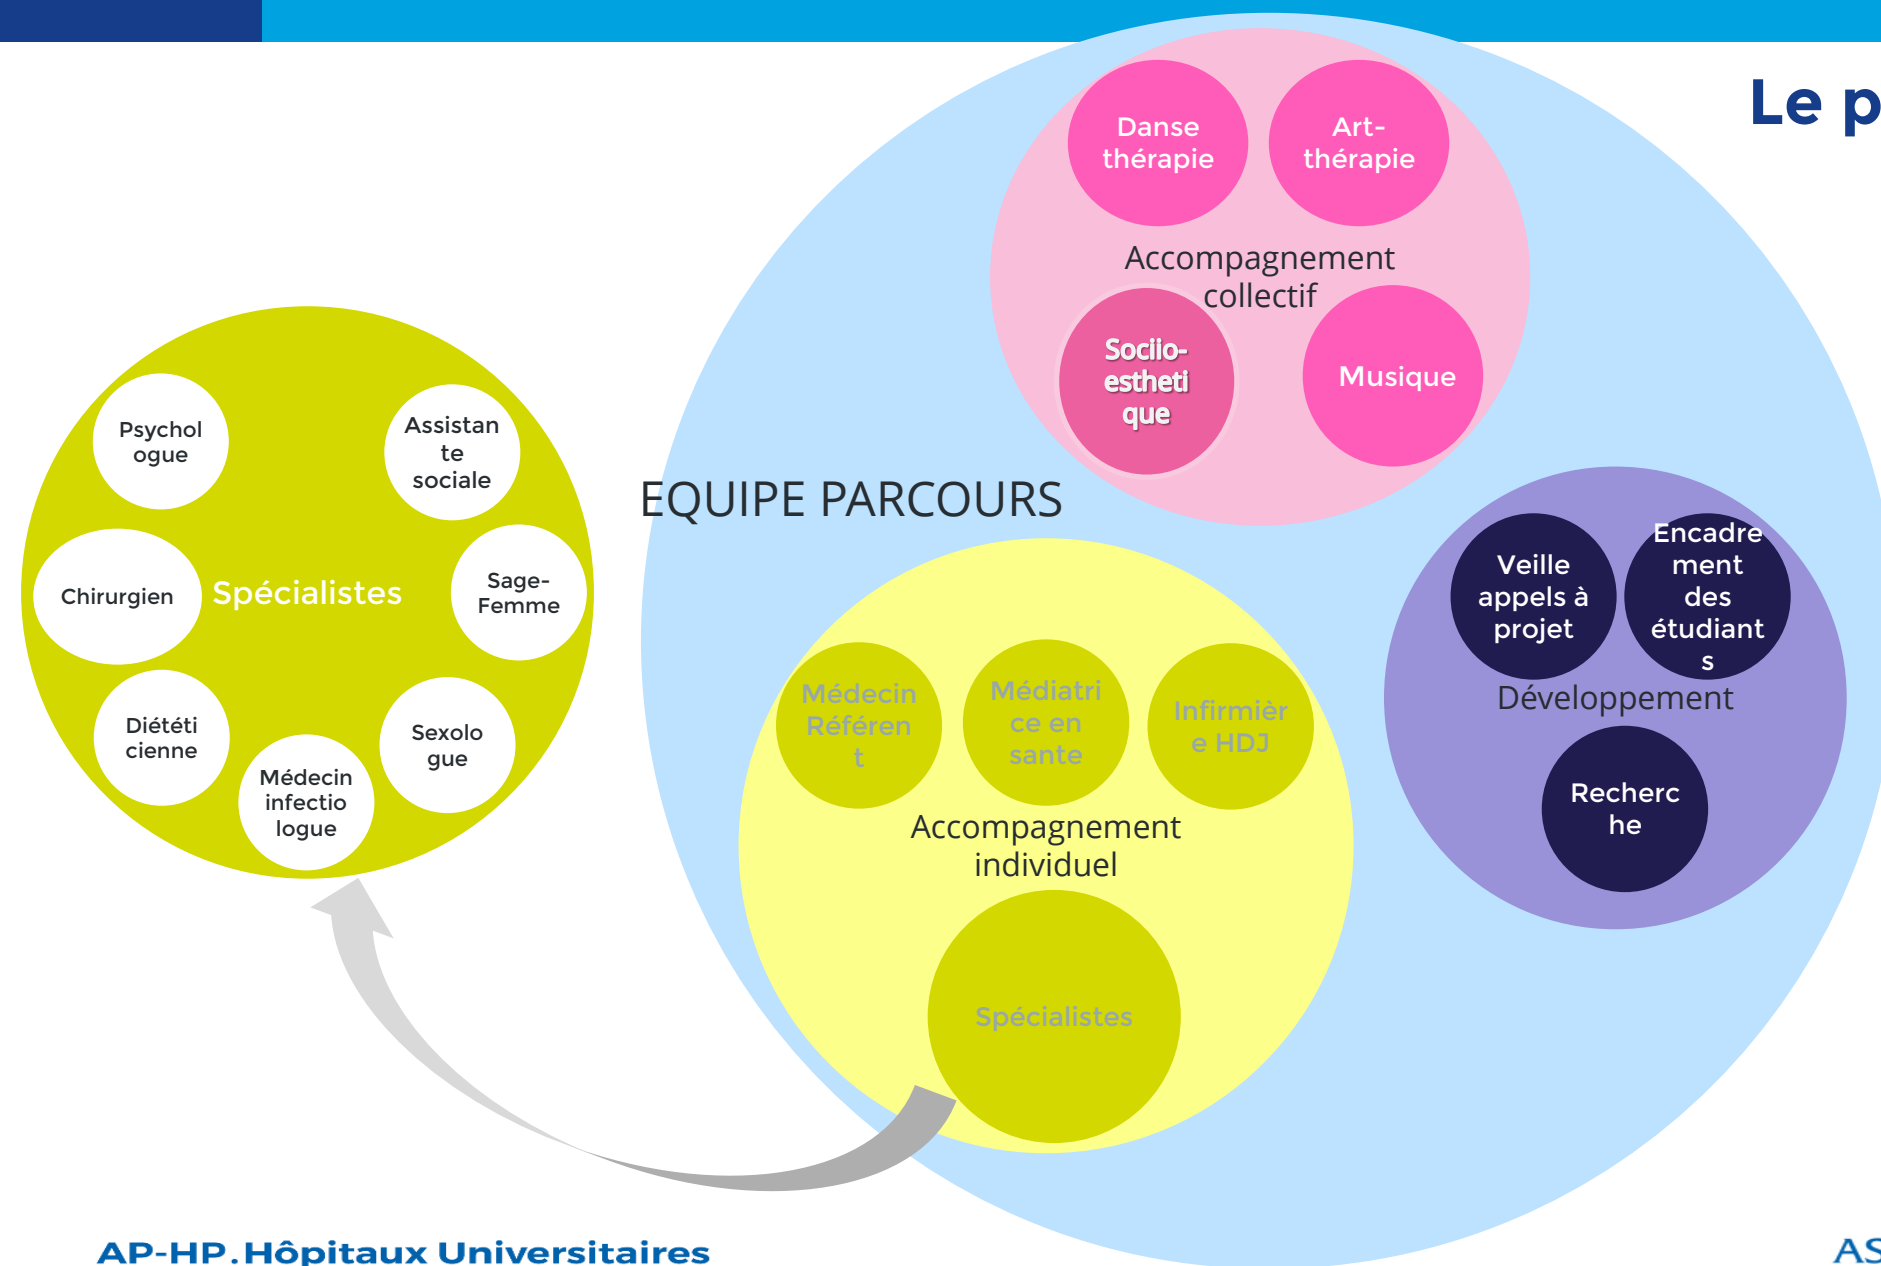 Le p
Danse
thérapie
Art-
thérapie
Accompagnement
collectif
Sociio-
estheti
que
Musique
EQUIPE PARCOURS
Psychol
ogue
Assistan
te
sociale
Chirurgien
Spécialistes
Sage-
Femme
Diététi
cienne
Sexolo
gue
Médecin
infectio
logue
Veille
appels à
projet
Encadre
ment
des
étudiant
s
Développement
Recherc
he
Médecin
Référen
t
Médiatri
ce en
sante
Infirmièr
e HDJ
Accompagnement
individuel
Spécialistes
AP-HP.Hôpitaux Universitaires
AS